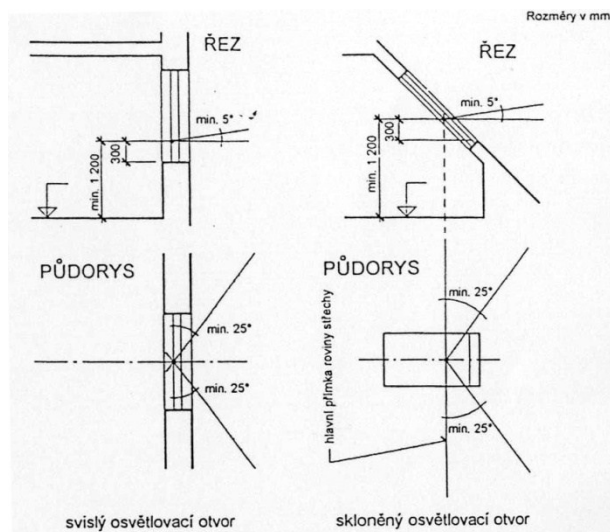 Rozměry v mm
ŘEZ
min. 5°
300
min. 1 200
ŘEZ
min. 5°
300
min. 1 200
PŮDORYS
min. 25°
min. 25°
PŮDORYS
min. 25°
min. 25°
hlavní přímka roviny střechy
svislý osvětlovací otvor
skloněný osvětlovací otvor